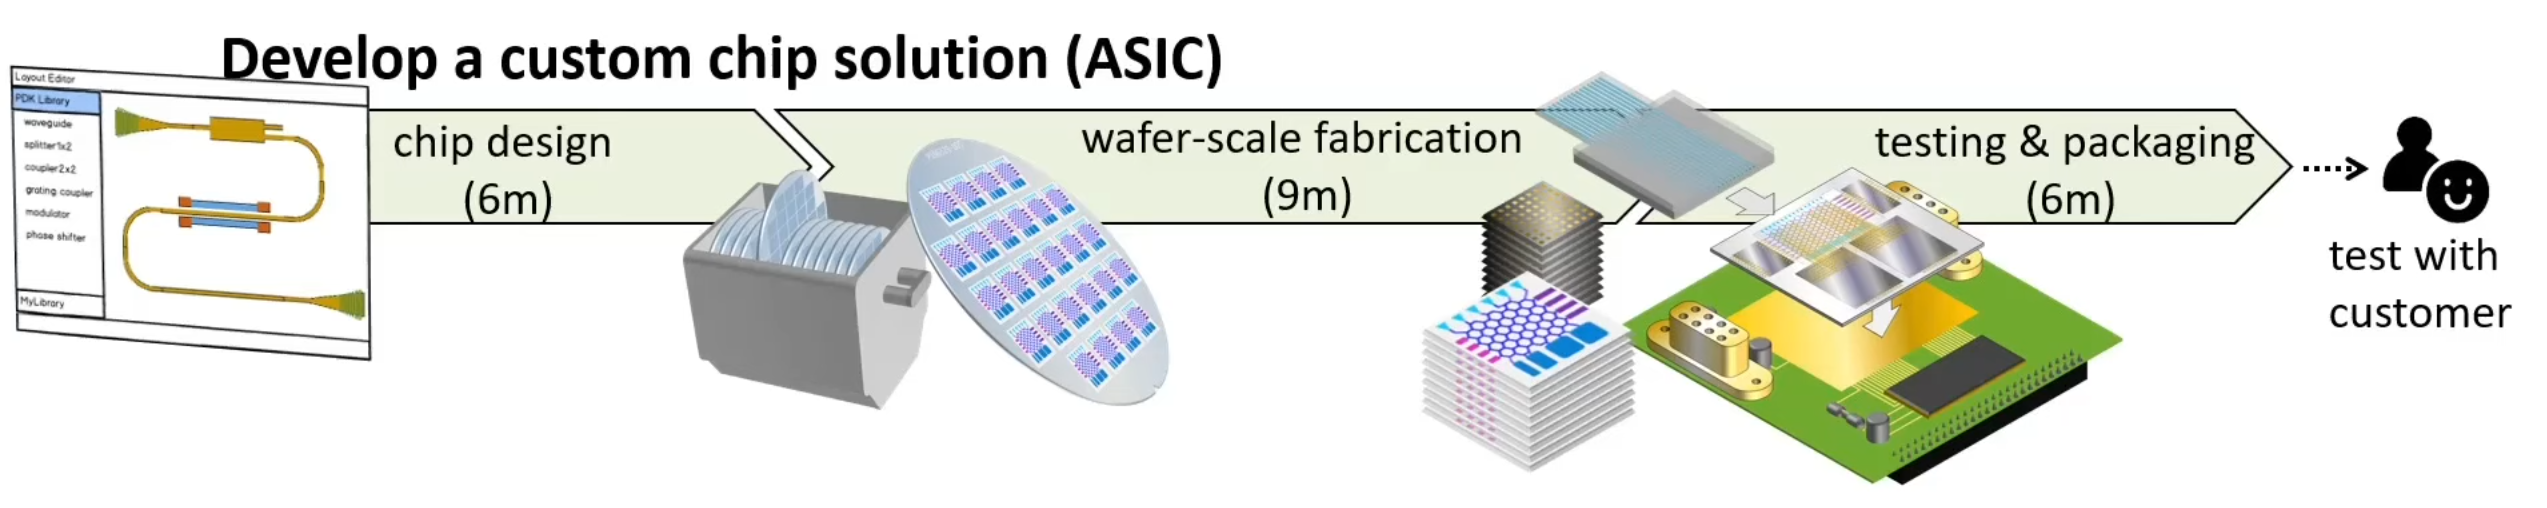 Develop a custom chip solution (ASIC)
Layout Editor
PDK Library
waveguide
splitter1x2
coupler2x2
grating coupler
modulator
phase shifter
MyLibrary
chip design
(6m)
wafer-scale fabrication
(9m)
testing & packaging
(6m)
test with
customer